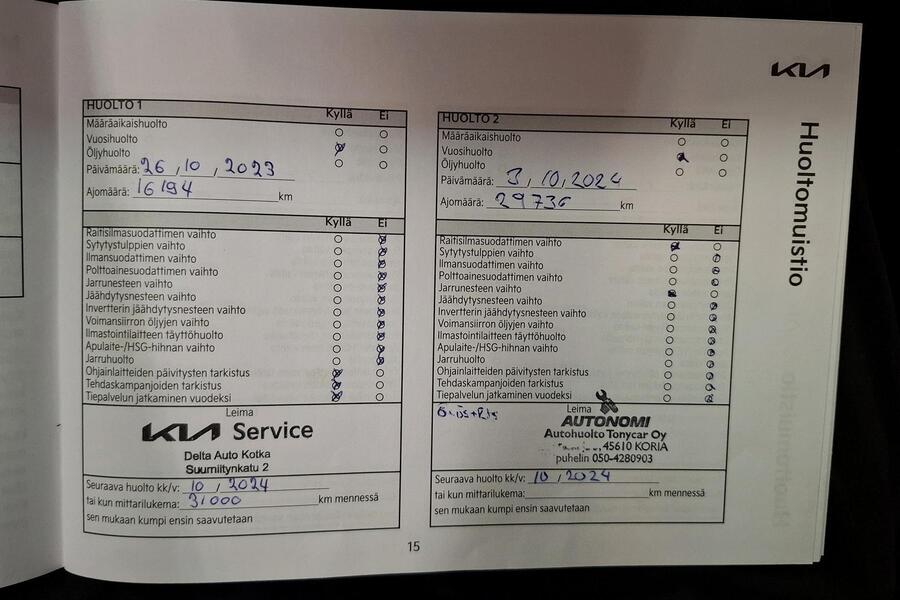 KIA
Huoltomuistio
HUOLTO 1
Kyllä Ei
Määräaikaishuolto
Vuosihuolto
Öljyhuolto
Päivämäärä: 26, 10, 2023
Ajomäärä: 16194 km
Kyllä Ei
Raitisilmasuodattimen vaihto
Sytytystulppien vaihto
Ilmansuodattimen vaihto
Polttoainesuodattimen vaihto
Jarrunesteen vaihto
Jäähdytysnesteen vaihto
Invertterin jäähdytysnesteen vaihto
Voimansiirron öljyjen vaihto
Ilmastointilaitteen täyttöhuolto
Apulaite-/HSG-hihnan vaihto
Jarruhuolto
Ohjainlaitteiden päivitysten tarkistus
Tehdaskampanjoiden tarkistus
Tiepalvelun jatkaminen vuodeksi
Leima
KIA Service
Delta Auto Kotka
Suurniitynkatu 2
Seuraava huolto kk/v: 10, 2024
tai kun mittarilukema: 31000 km mennessä
sen mukaan kumpi ensin saavutetaan
HUOLTO 2
Kyllä Ei
Määräaikaishuolto
Vuosihuolto
Öljyhuolto
Päivämäärä: 3, 10, 2024
Ajomäärä: 29736 km
Kyllä Ei
Raitisilmasuodattimen vaihto
Sytytystulppien vaihto
Ilmansuodattimen vaihto
Polttoainesuodattimen vaihto
Jarrunesteen vaihto
Jäähdytysnesteen vaihto
Invertterin jäähdytysnesteen vaihto
Voimansiirron öljyjen vaihto
Ilmastointilaitteen täyttöhuolto
Apulaite-/HSG-hihnan vaihto
Jarruhuolto
Ohjainlaitteiden päivitysten tarkistus
Tehdaskampanjoiden tarkistus
Tiepalvelun jatkaminen vuodeksi
Leima
AUTONOMI
Autohuolto Tonycar Oy
, 45610 KORIA
puhelin 050-4280903
Seuraava huolto kk/v: 10, 2024
tai kun mittarilukema: km mennessä
sen mukaan kumpi ensin saavutetaan
15